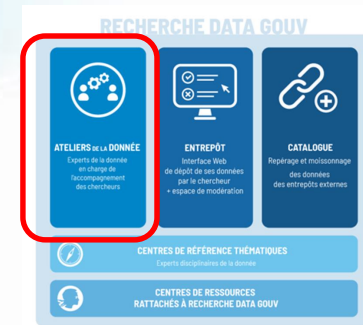 RECHERCHE DATA GOUV
ATELIERS DE LA DONNÉE
Experts de la donnée
en charge de
l'accompagnement
des chercheurs
ENTREPÔT
Interface Web
de dépôt de ses données
par le chercheur
+ espace de modération
CATALOGUE
Repérage et moissonnage
des données
des entrepôts externes
CENTRES DE RÉFÉRENCE THÉMATIQUES
Experts disciplinaires de la donnée
CENTRES DE RESSOURCES
RATTACHÉS À RECHERCHE DATA GOUV